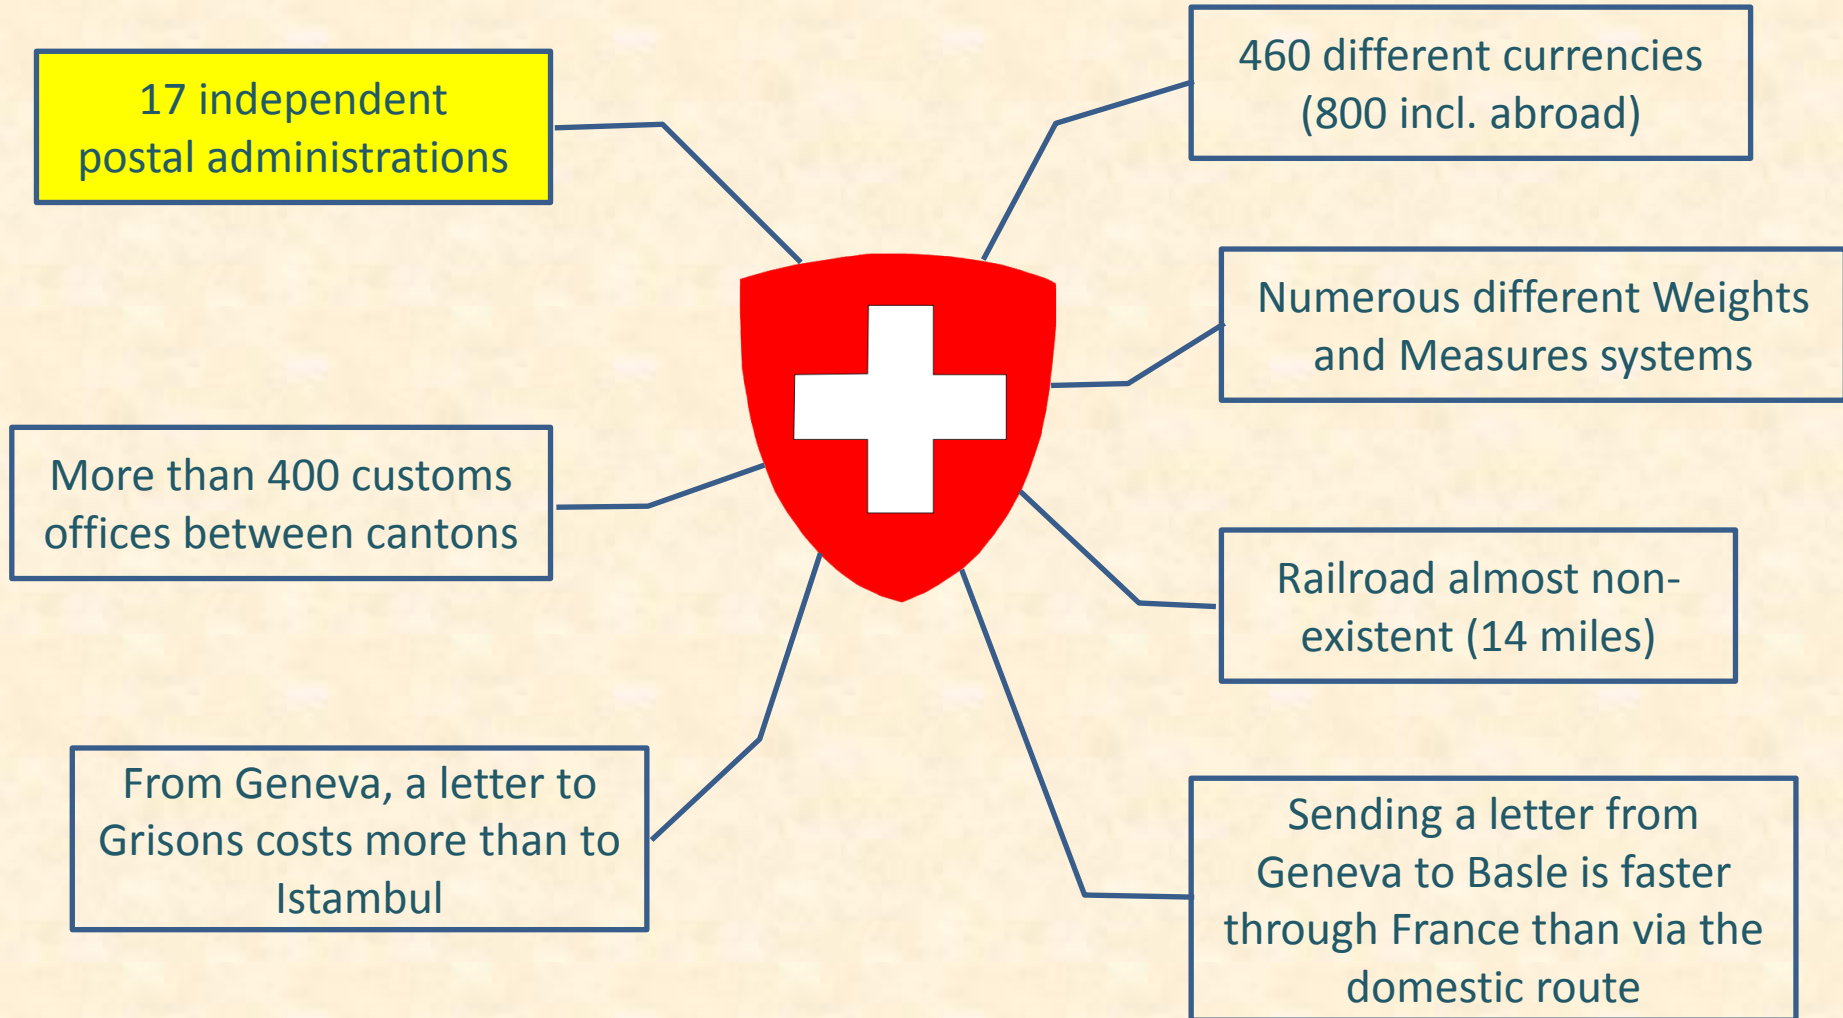 17 independent
postal administrations
460 different currencies
(800 incl. abroad)
Numerous different Weights
and Measures systems
More than 400 customs
offices between cantons
Railroad almost non-
existent (14 miles)
From Geneva, a letter to
Grisons costs more than to
Istambul
Sending a letter from
Geneva to Basle is faster
through France than via the
domestic route